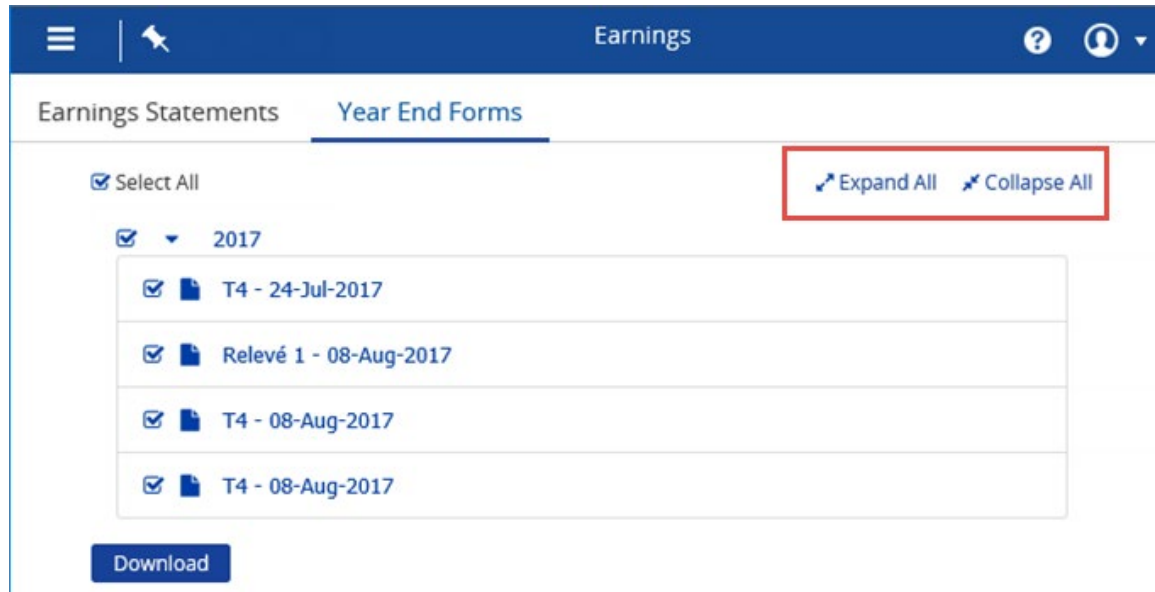 Earnings
Earnings Statements Year End Forms
Select All Expand All Collapse All
2017
T4 - 24-Jul-2017
Relevé 1 - 08-Aug-2017
T4 - 08-Aug-2017
T4 - 08-Aug-2017
Download